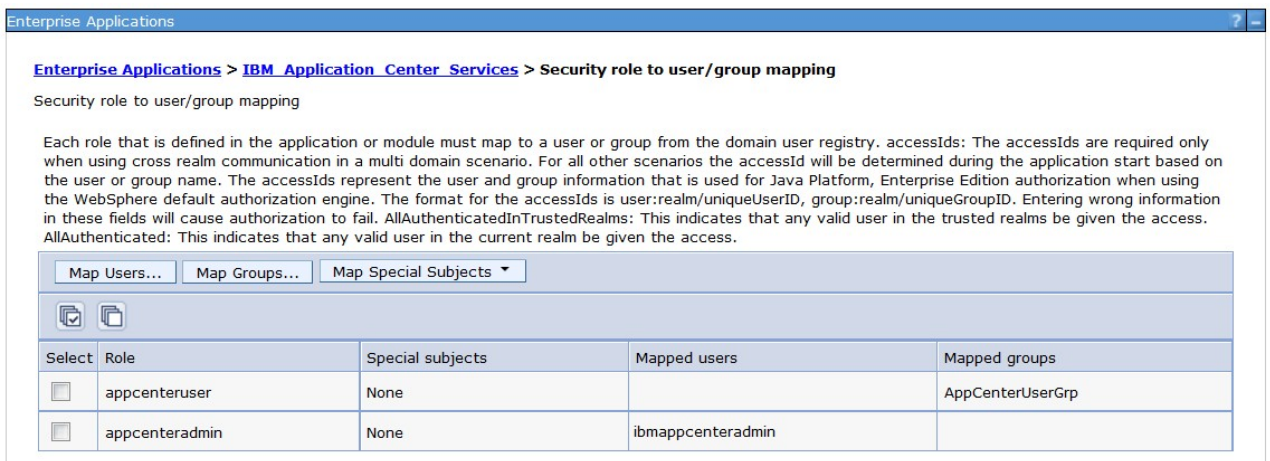 Enterprise Applications ? –
Enterprise Applications > IBM_Application_Center_Services > Security role to user/group mapping
Security role to user/group mapping
Each role that is defined in the application or module must map to a user or group from the domain user registry. accessIds: The accessIds are required only
when using cross realm communication in a multi domain scenario. For all other scenarios the accessId will be determined during the application start based on
the user or group name. The accessIds represent the user and group information that is used for Java Platform, Enterprise Edition authorization when using
the WebSphere default authorization engine. The format for the accessIds is user:realm/uniqueUserID, group:realm/uniqueGroupID. Entering wrong information
in these fields will cause authorization to fail. AllAuthenticatedInTrustedRealms: This indicates that any valid user in the trusted realms be given the access.
AllAuthenticated: This indicates that any valid user in the current realm be given the access.
Map Users... Map Groups... Map Special Subjects
Select Role Special subjects Mapped users Mapped groups
appcenteruser None AppCenterUserGrp
appcenteradmin None ibmappcenteradmin